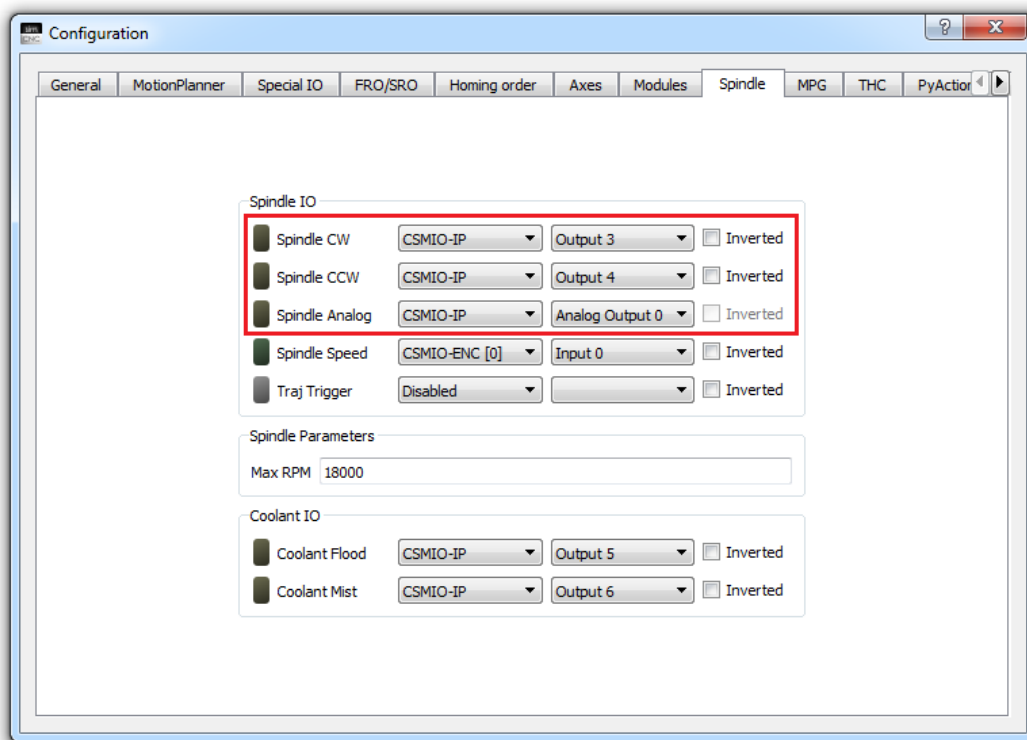 Configuration
General MotionPlanner Special IO FRO/SRO Homing order Axes Modules Spindle MPG THC PyAction
Spindle IO
Spindle CW CSMIO-IP Output 3 Inverted
Spindle CCW CSMIO-IP Output 4 Inverted
Spindle Analog CSMIO-IP Analog Output 0 Inverted
Spindle Speed CSMIO-ENC [0] Input 0 Inverted
Traj Trigger Disabled Inverted
Spindle Parameters
Max RPM 18000
Coolant IO
Coolant Flood CSMIO-IP Output 5 Inverted
Coolant Mist CSMIO-IP Output 6 Inverted